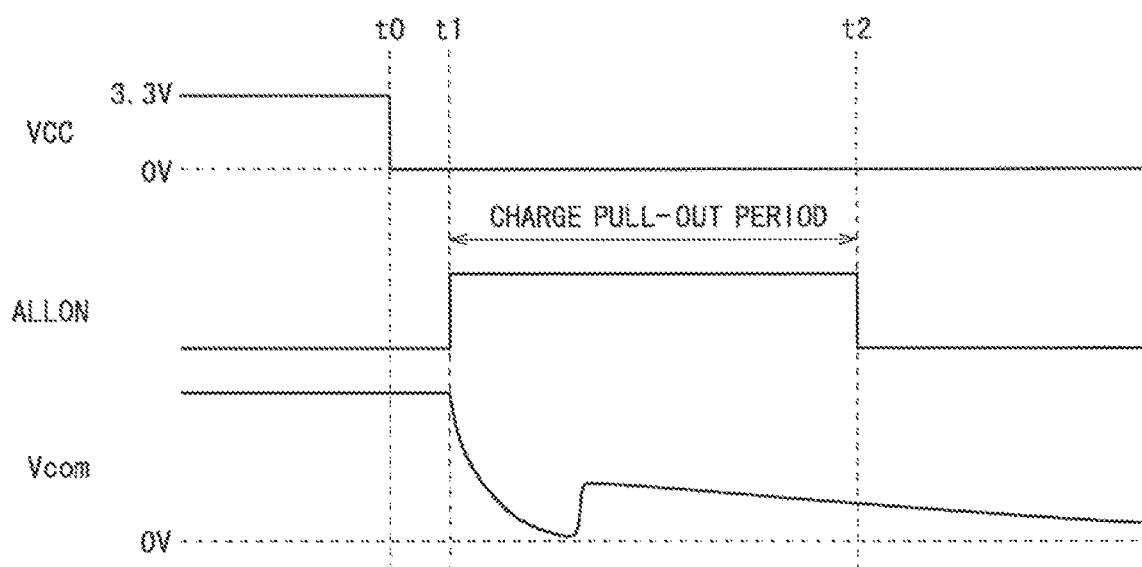 t0 t1 t2
3.3V
VCC
0V
CHARGE PULL-OUT PERIOD
ALLON
Vcom
0V